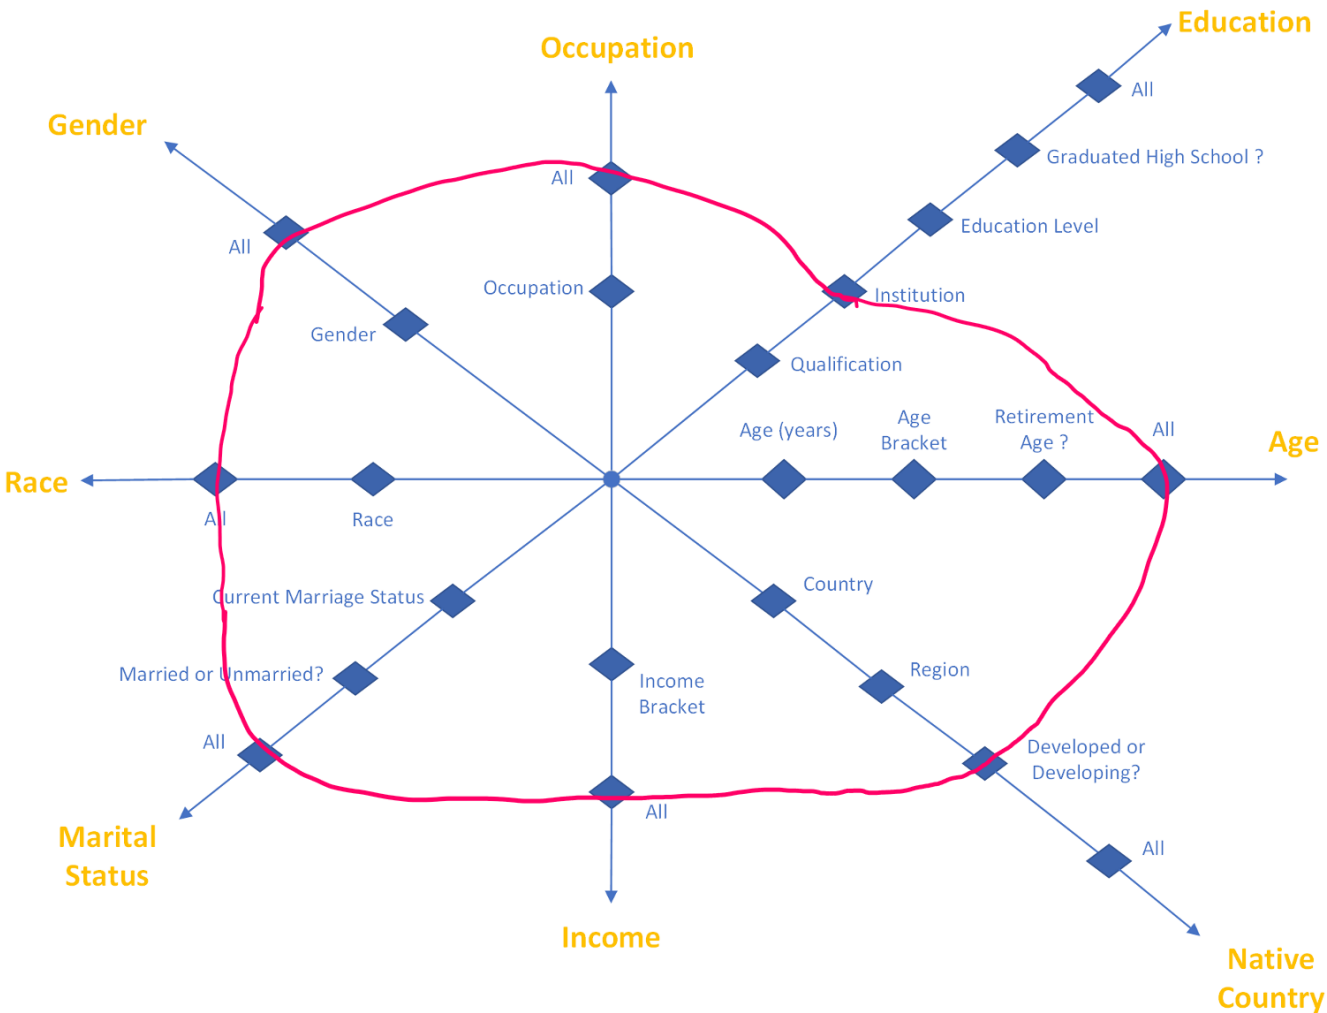 Education
Occupation
All
Gender
Graduated High School ?
All
Education Level
All
Occupation
Institution
Gender
Qualification
Age (years)
Age
Bracket
Retirement
Age ?
All
Age
Race
All
Race
Country
Current Marriage Status
Region
Married or Unmarried?
Income
Bracket
All
Developed or
Developing?
All
All
Marital
Status
Income
Native
Country